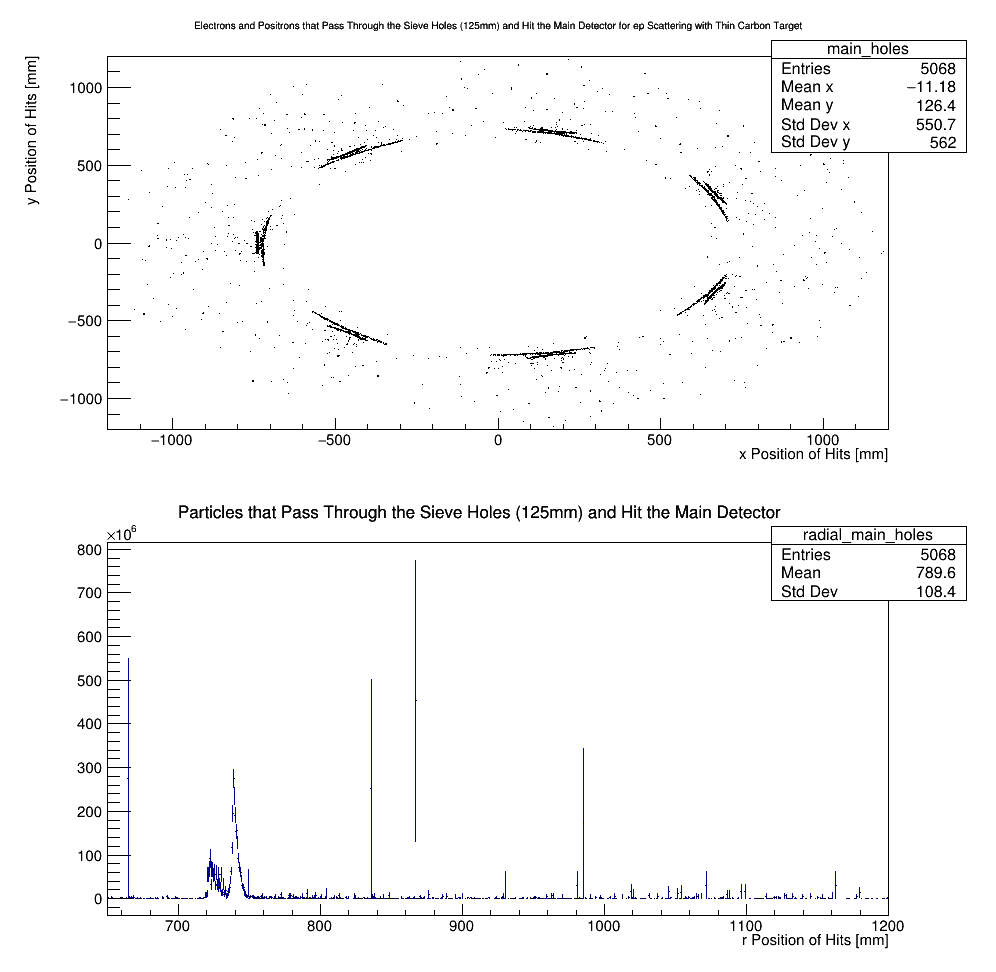 Electrons and Positrons that Pass Through the Sieve Holes (125mm) and Hit the Main Detector for ep Scattering with Thin Carbon Target
main_holes
Entries 5068
Mean x −11.18
Mean y 126.4
Std Dev x 550.7
Std Dev y 562
y Position of Hits [mm]
1000
500
0
−500
−1000
−1000 −500 0 500 1000
x Position of Hits [mm]
Particles that Pass Through the Sieve Holes (125mm) and Hit the Main Detector
×10⁶
radial_main_holes
Entries 5068
Mean 789.6
Std Dev 108.4
800
700
600
500
400
300
200
100
0
700 800 900 1000 1100 1200
r Position of Hits [mm]